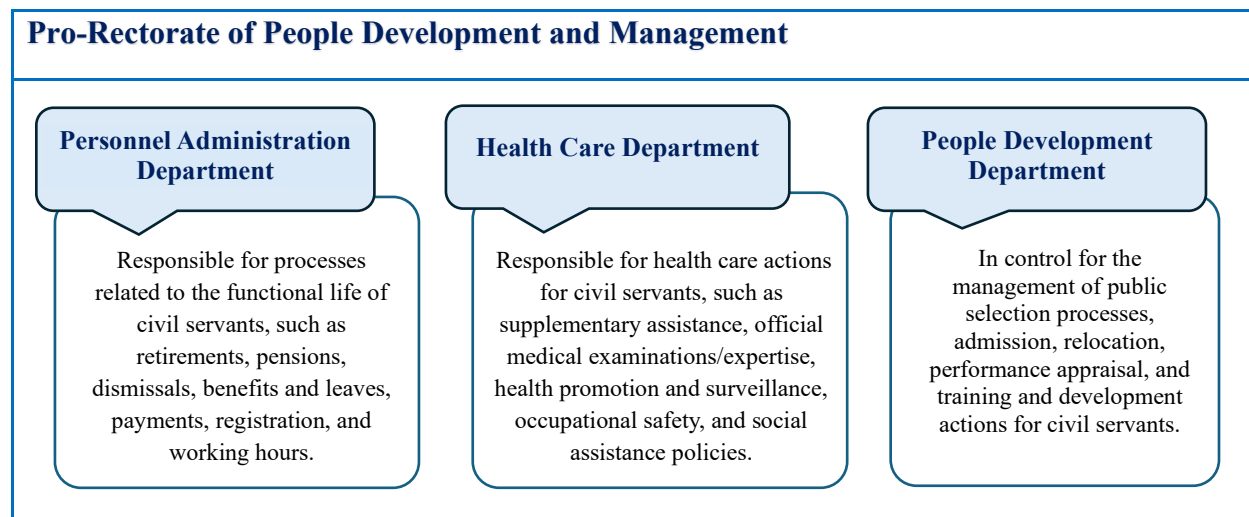 Pro-Rectorate of People Development and Management
Personnel Administration
Department
Responsible for processes
related to the functional life of
civil servants, such as
retirements, pensions,
dismissals, benefits and leaves,
payments, registration, and
working hours.
Health Care Department
Responsible for health care actions
for civil servants, such as
supplementary assistance, official
medical examinations/expertise,
health promotion and surveillance,
occupational safety, and social
assistance policies.
People Development
Department
In control for the
management of public
selection processes,
admission, relocation,
performance appraisal, and
training and development
actions for civil servants.